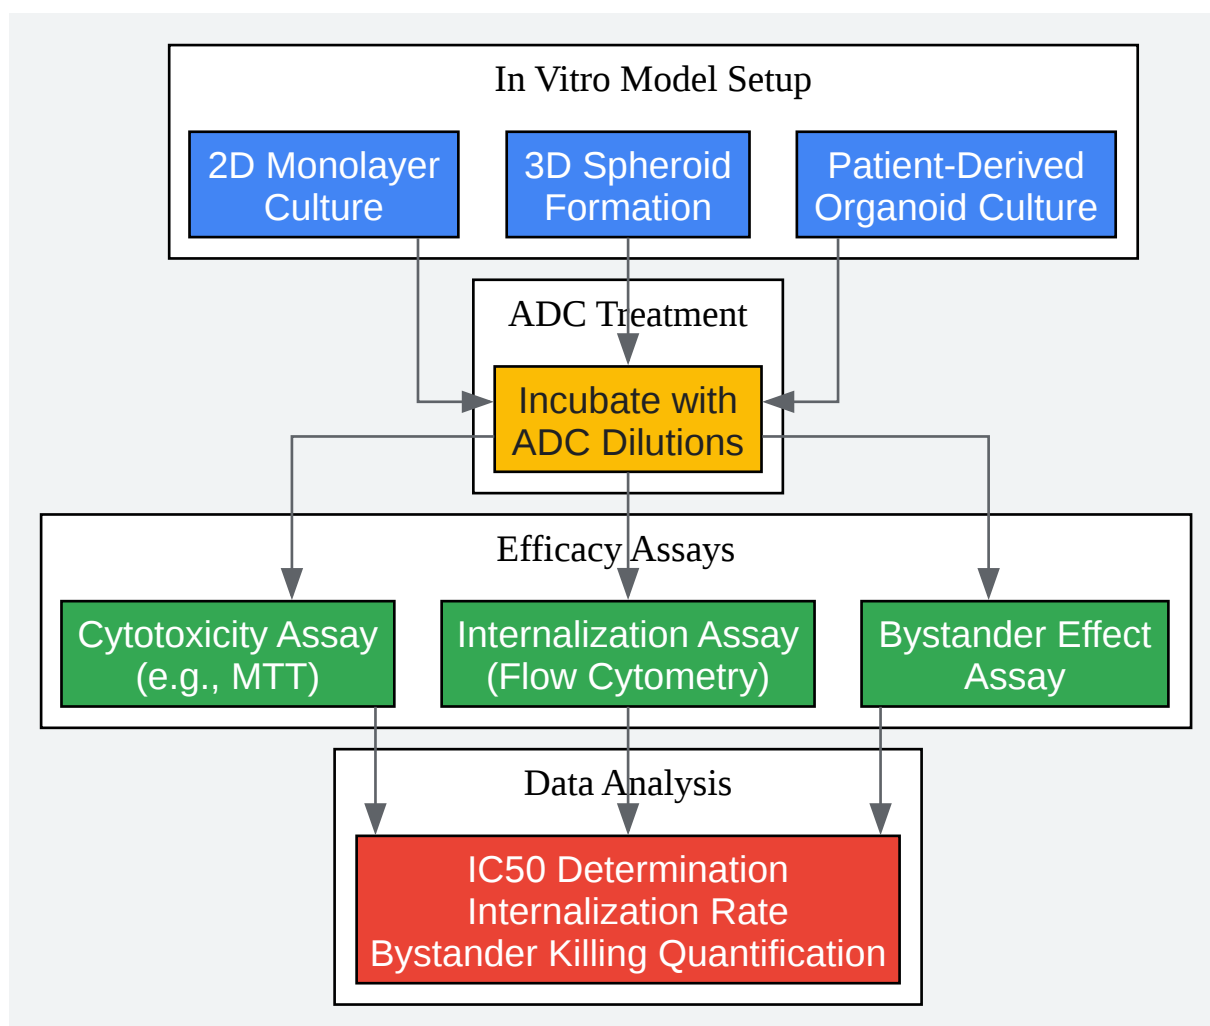 In Vitro Model Setup
2D Monolayer
Culture
3D Spheroid
Formation
Patient-Derived
Organoid Culture
ADC Treatment
Incubate with
ADC Dilutions
Efficacy Assays
Cytotoxicity Assay
(e.g., MTT)
Internalization Assay
(Flow Cytometry)
Bystander Effect
Assay
Data Analysis
IC50 Determination
Internalization Rate
Bystander Killing Quantification